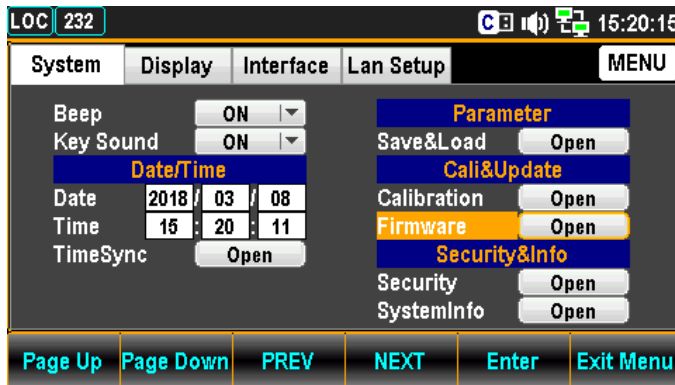 LOC 232 C 15:20:15
System Display Interface Lan Setup MENU
Beep ON
Key Sound ON
Date/Time
Date 2018 / 03 / 08
Time 15 : 20 : 11
TimeSync Open
Parameter
Save&Load Open
Cali&Update
Calibration Open
Firmware Open
Security&Info
Security Open
SystemInfo Open
Page Up Page Down PREV NEXT Enter Exit Menu